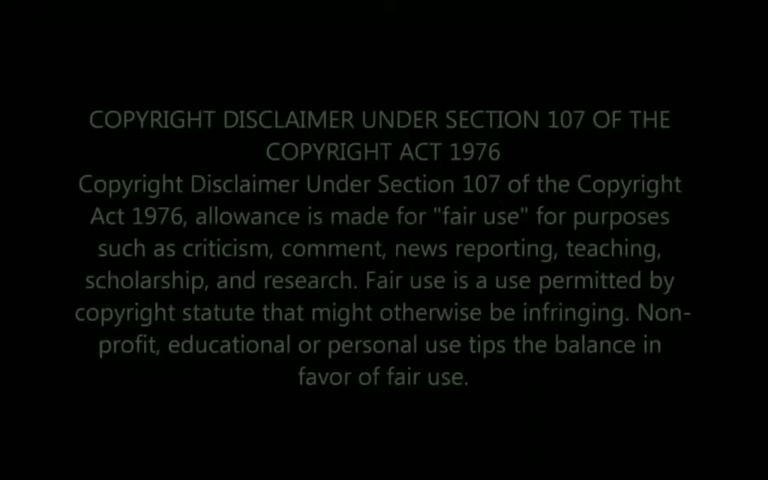 COPYRIGHT DISCLAIMER UNDER SECTION 107 OF THE
COPYRIGHT ACT 1976
Copyright Disclaimer Under Section 107 of the Copyright
Act 1976, allowance is made for "fair use" for purposes
such as criticism, comment, news reporting, teaching,
scholarship, and research. Fair use is a use permitted by
copyright statute that might otherwise be infringing. Non-
profit, educational or personal use tips the balance in
favor of fair use.